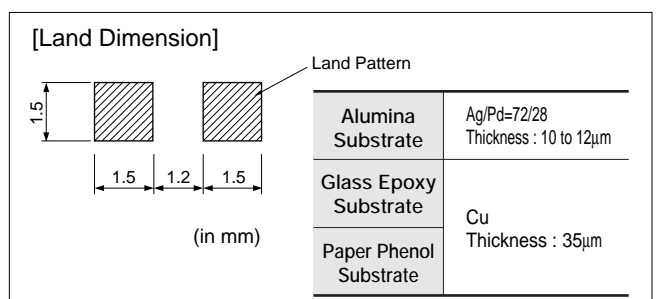 [Land Dimension]
Land Pattern
1.5
1.5 1.2 1.5
(in mm)
Alumina
Substrate
Ag/Pd=72/28
Thickness : 10 to 12μm
Glass Epoxy
Substrate
Cu
Thickness : 35μm
Paper Phenol
Substrate